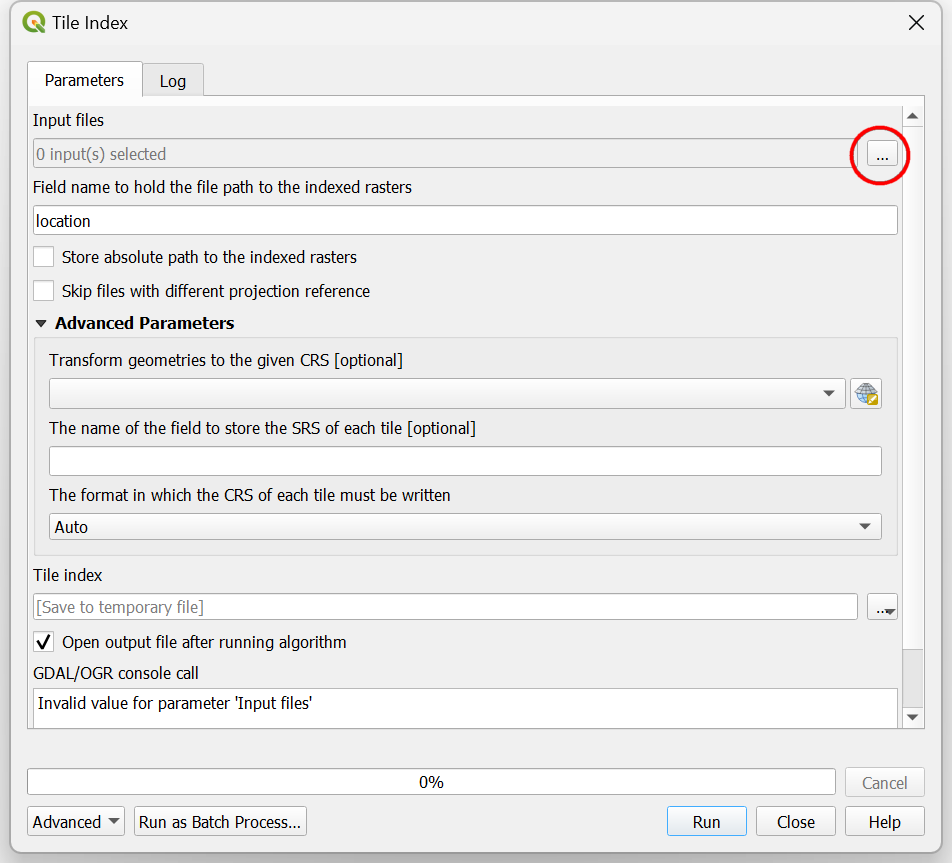 Tile Index
Parameters
Log
Input files
0 input(s) selected
...
Field name to hold the file path to the indexed rasters
location
Store absolute path to the indexed rasters
Skip files with different projection reference
Advanced Parameters
Transform geometries to the given CRS [optional]
The name of the field to store the SRS of each tile [optional]
The format in which the CRS of each tile must be written
Auto
Tile index
[Save to temporary file]
...
Open output file after running algorithm
GDAL/OGR console call
Invalid value for parameter 'Input files'
0%
Cancel
Advanced
Run as Batch Process...
Run
Close
Help